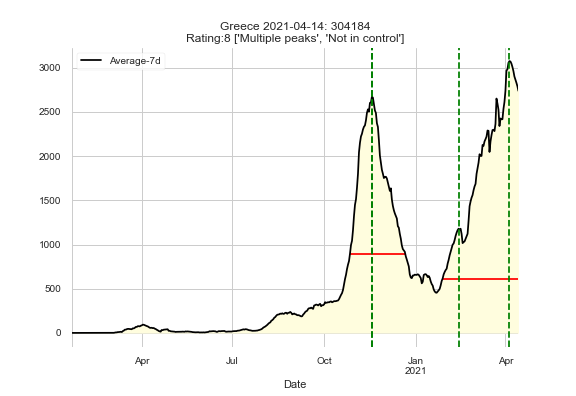 Greece 2021-04-14: 304184
Rating:8 ['Multiple peaks', 'Not in control']
Average-7d
3000
2500
2000
1500
1000
500
0
Apr Jul Oct Jan Apr
2021
Date